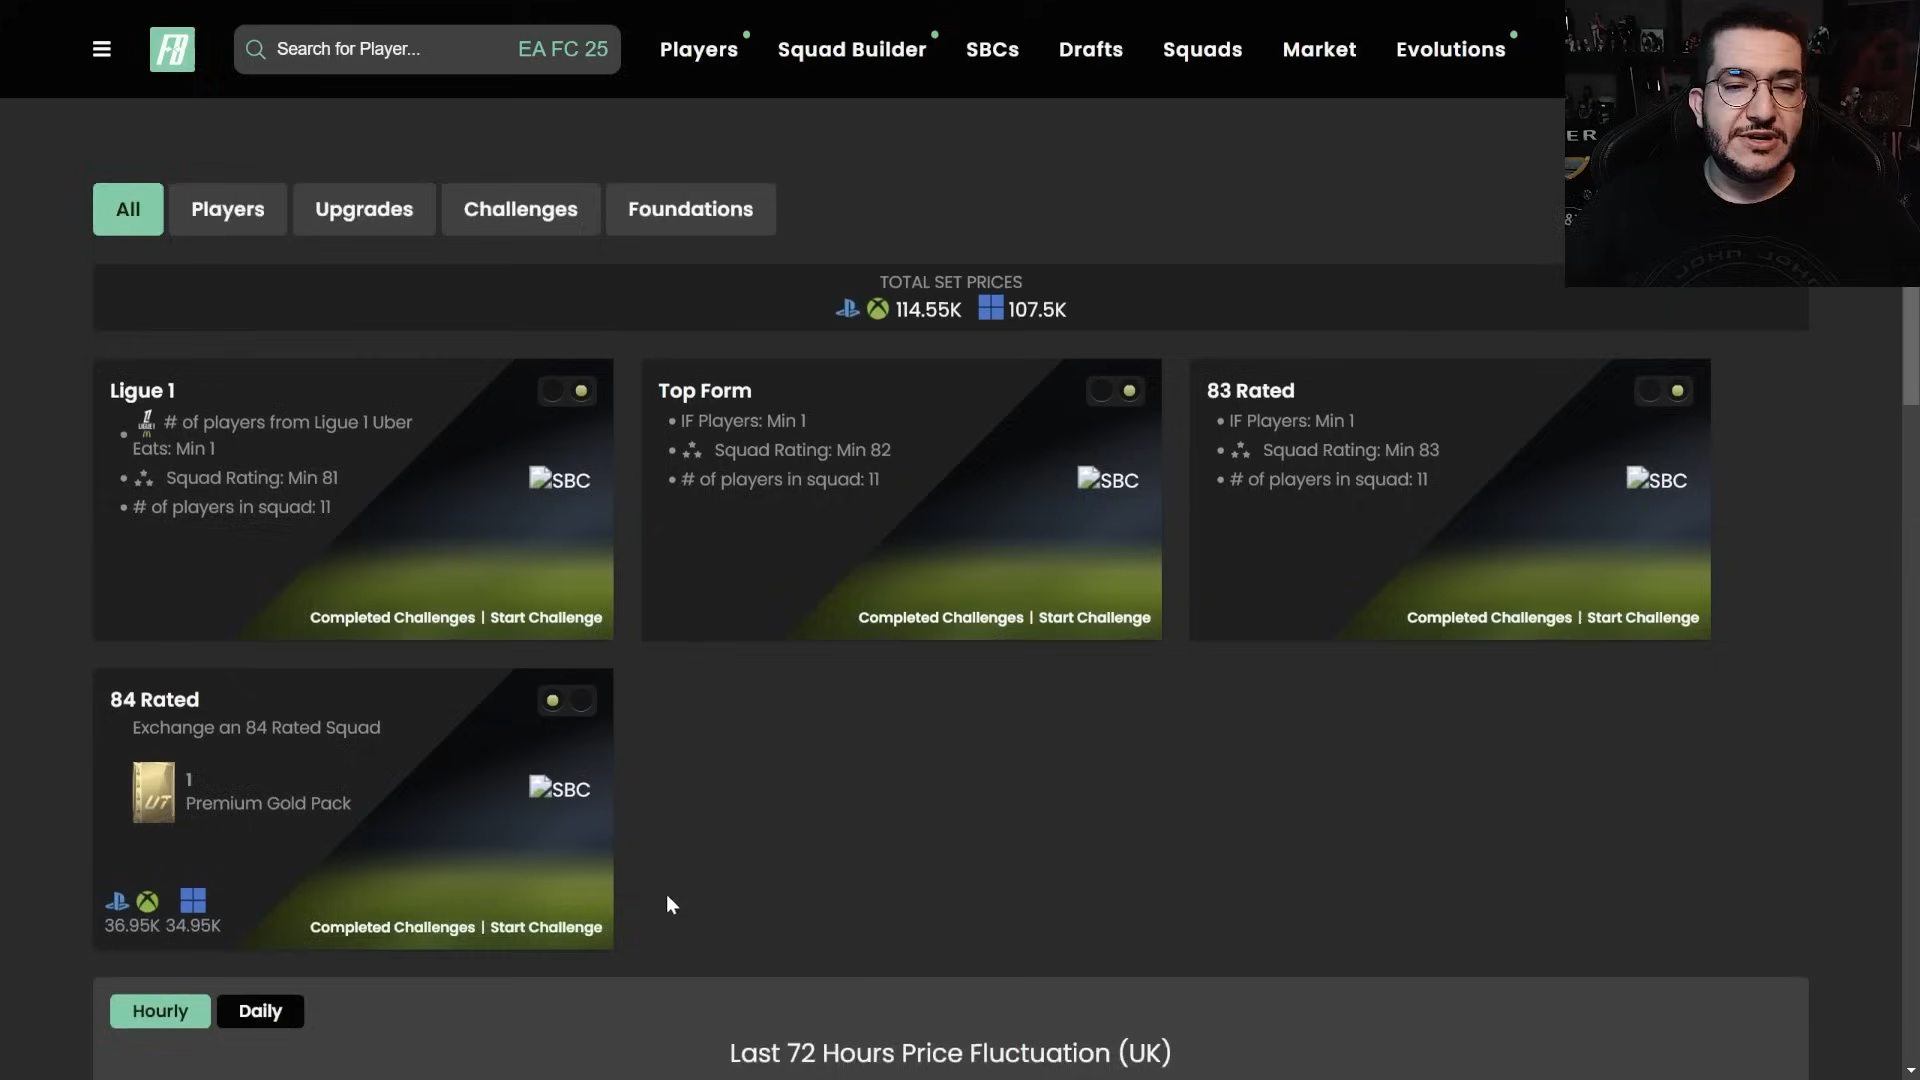 FB
Search for Player...
EA FC 25
Players
Squad Builder
SBCs
Drafts
Squads
Market
Evolutions
ER
All
Players
Upgrades
Challenges
Foundations
TOTAL SET PRICES
114.55K
107.5K
Ligue 1
# of players from Ligue 1 Uber
Eats: Min 1
Squad Rating: Min 81
# of players in squad: 11
SBC
Completed Challenges | Start Challenge
Top Form
IF Players: Min 1
Squad Rating: Min 82
# of players in squad: 11
SBC
Completed Challenges | Start Challenge
83 Rated
IF Players: Min 1
Squad Rating: Min 83
# of players in squad: 11
SBC
Completed Challenges | Start Challenge
84 Rated
Exchange an 84 Rated Squad
1
UT
Premium Gold Pack
SBC
36.95K 34.95K
Completed Challenges | Start Challenge
Hourly
Daily
Last 72 Hours Price Fluctuation (UK)